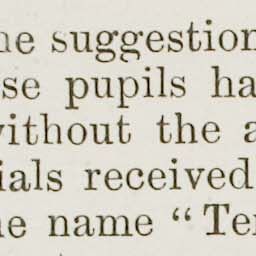 he suggestion
se pupils ha
without the a
ials received
he name “Ter